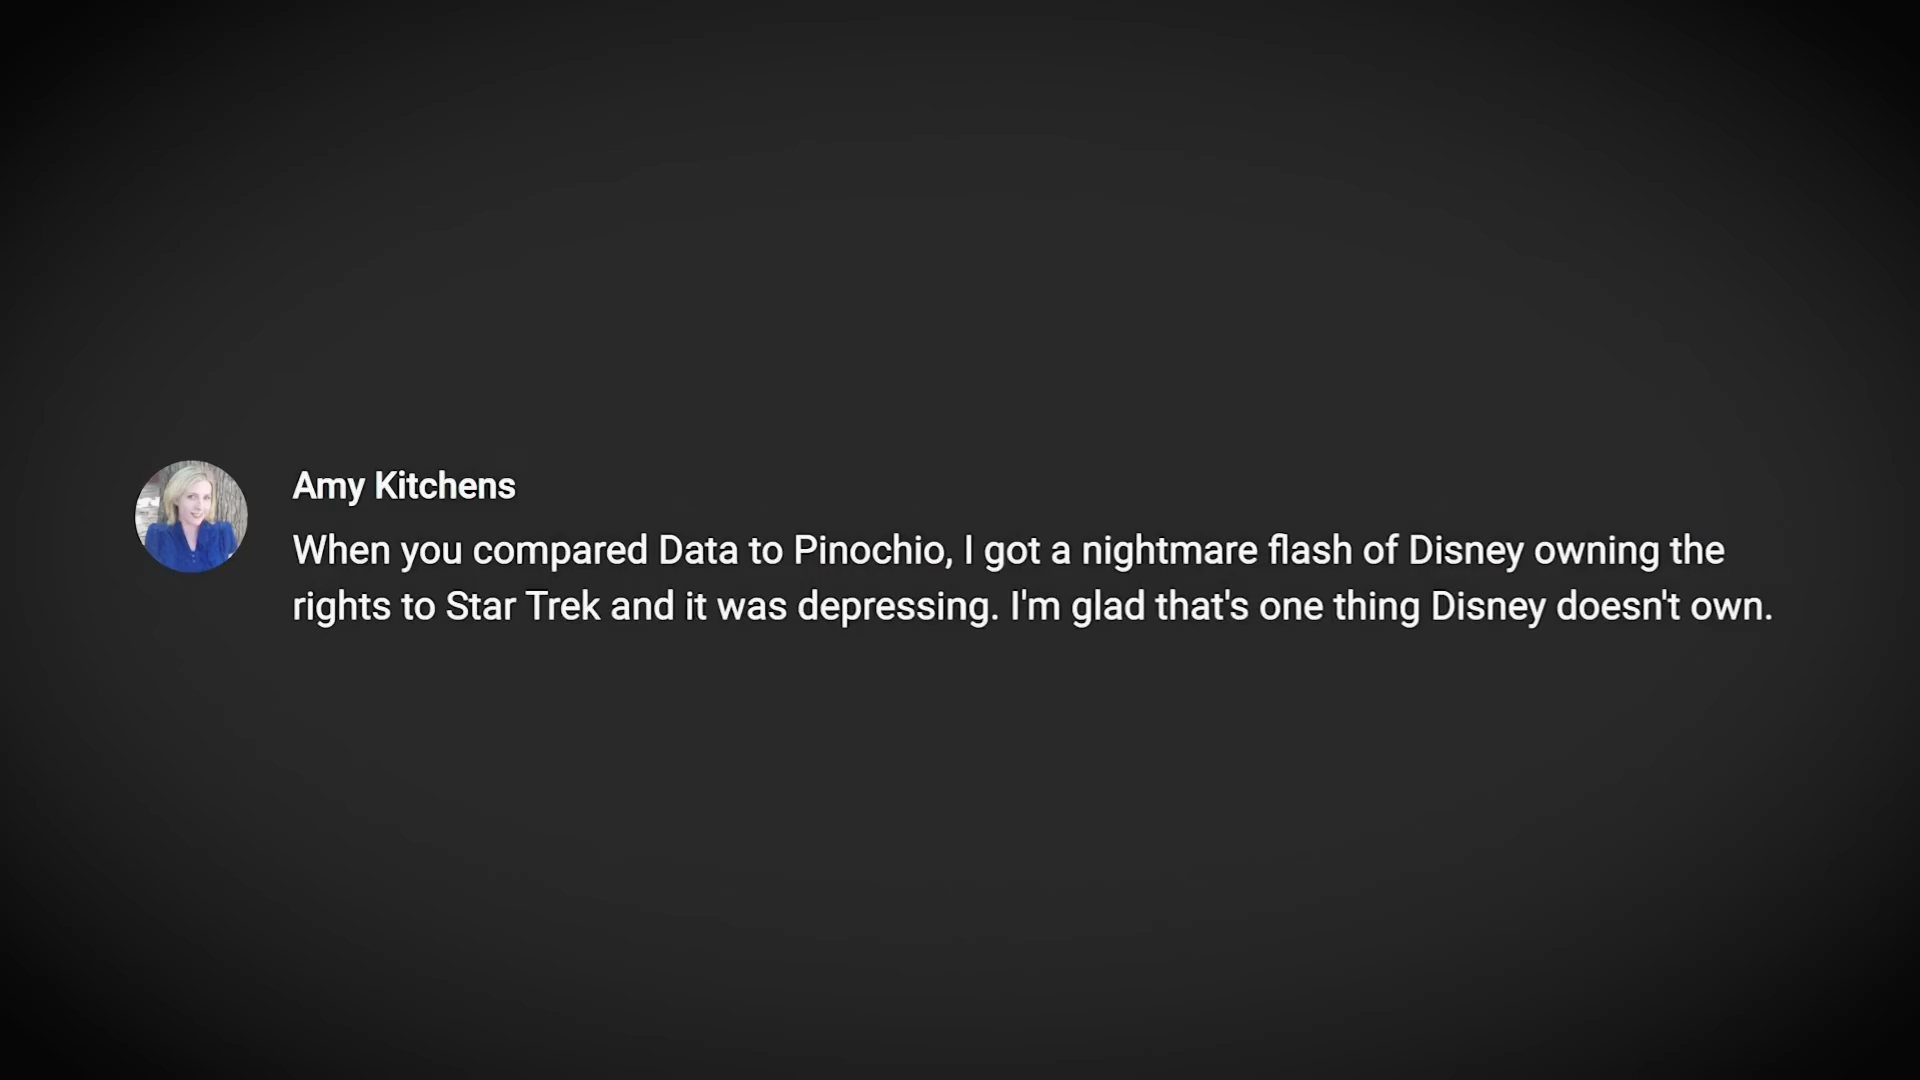 Amy Kitchens
When you compared Data to Pinochio, I got a nightmare flash of Disney owning the
rights to Star Trek and it was depressing. I'm glad that's one thing Disney doesn't own.